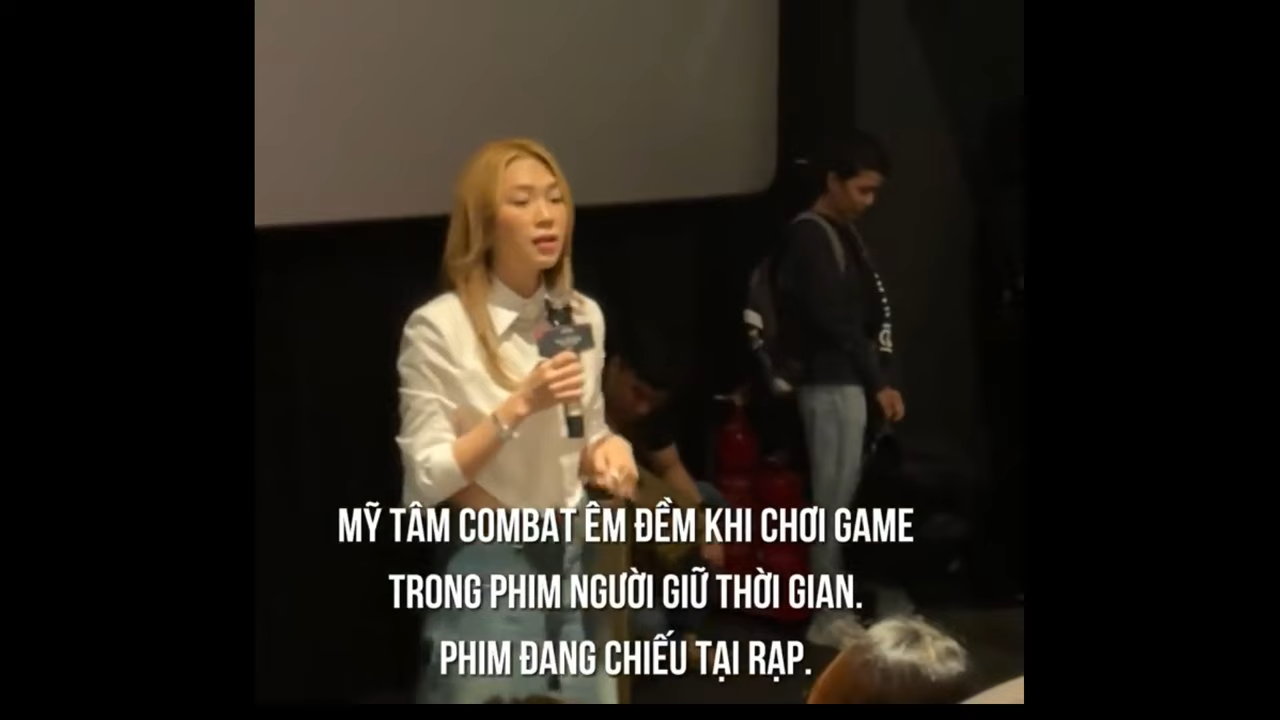 MỸ TÂM COMBAT ÊM ĐỀM KHI CHƠI GAME
TRONG PHIM NGƯỜI GIỮ THỜI GIAN.
PHIM ĐANG CHIẾU TẠI RẠP.